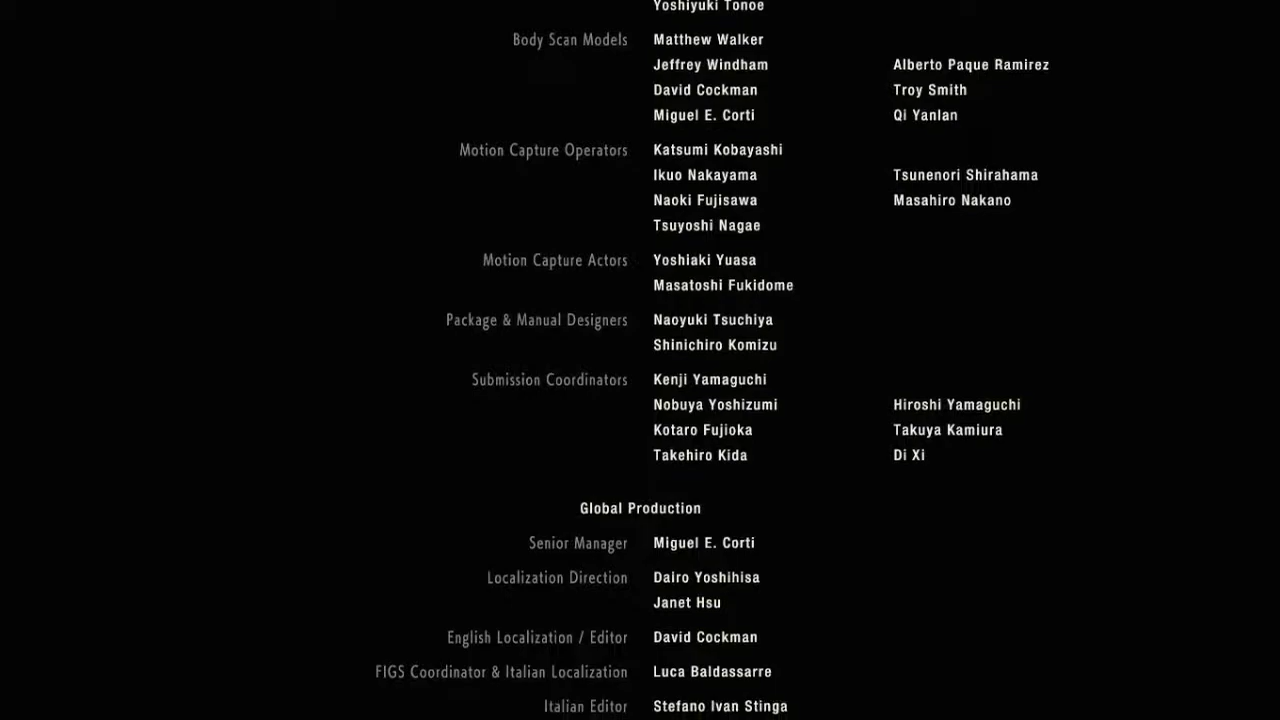 Yoshiyuki Tonoe
Body Scan Models Matthew Walker
Jeffrey Windham Alberto Paque Ramirez
David Cockman Troy Smith
Miguel E. Corti Qi Yanlan
Motion Capture Operators Katsumi Kobayashi
Ikuo Nakayama Tsunenori Shirahama
Naoki Fujisawa Masahiro Nakano
Tsuyoshi Nagae
Motion Capture Actors Yoshiaki Yuasa
Masatoshi Fukidome
Package & Manual Designers Naoyuki Tsuchiya
Shinichiro Komizu
Submission Coordinators Kenji Yamaguchi
Nobuya Yoshizumi Hiroshi Yamaguchi
Kotaro Fujioka Takuya Kamiura
Takehiro Kida Di Xi
Global Production
Senior Manager Miguel E. Corti
Localization Direction Dairo Yoshihisa
Janet Hsu
English Localization / Editor David Cockman
FIGS Coordinator & Italian Localization Luca Baldassarre
Italian Editor Stefano Ivan Stinga